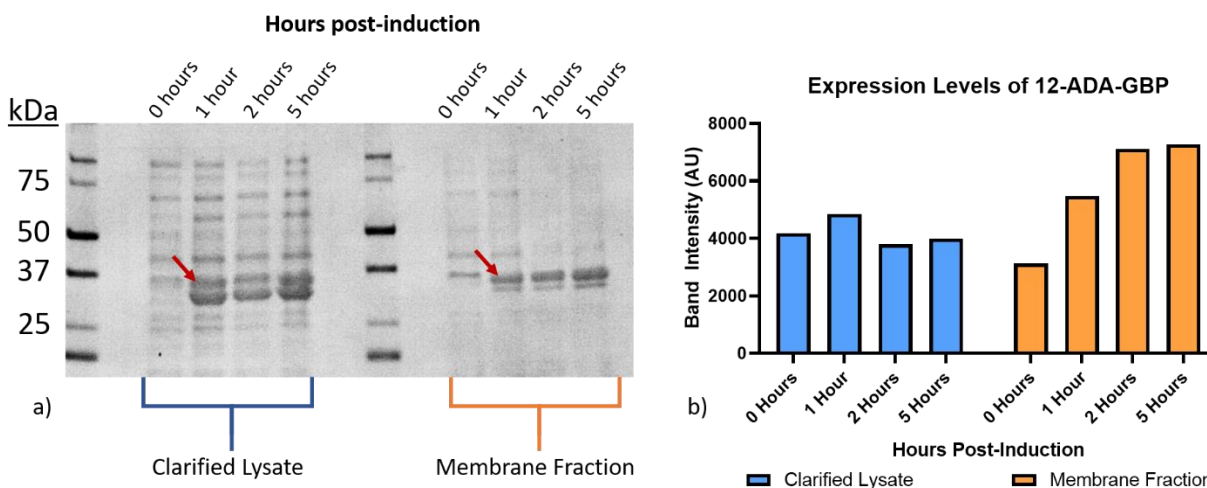 Hours post-induction
kDa
0 hours
1 hour
2 hours
5 hours
0 hours
1 hour
2 hours
5 hours
75
50
37
25
a)
Clarified Lysate
Membrane Fraction
Expression Levels of 12-ADA-GBP
Band Intensity (AU)
8000
6000
4000
2000
0
0 Hours
1 Hour
2 Hours
5 Hours
0 Hours
1 Hour
2 Hours
5 Hours
b)
Hours Post-Induction
Clarified Lysate
Membrane Fraction